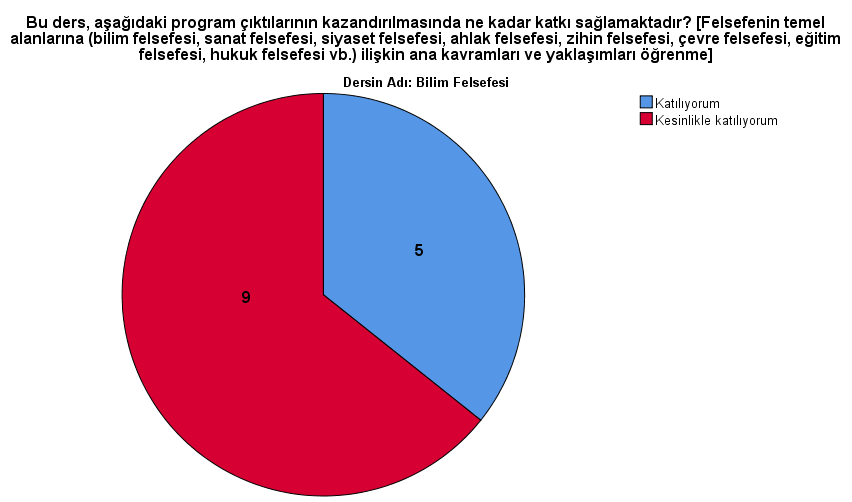 Bu ders, aşağıdaki program çıktılarının kazandırılmasında ne kadar katkı sağlamaktadır? [Felsefenin temel
alanlarına (bilim felsefesi, sanat felsefesi, siyaset felsefesi, ahlak felsefesi, zihin felsefesi, çevre felsefesi, eğitim
felsefesi, hukuk felsefesi vb.) ilişkin ana kavramları ve yaklaşımları öğrenme]
Dersin Adı: Bilim Felsefesi
Katılıyorum
Kesinlikle katılıyorum
5
9